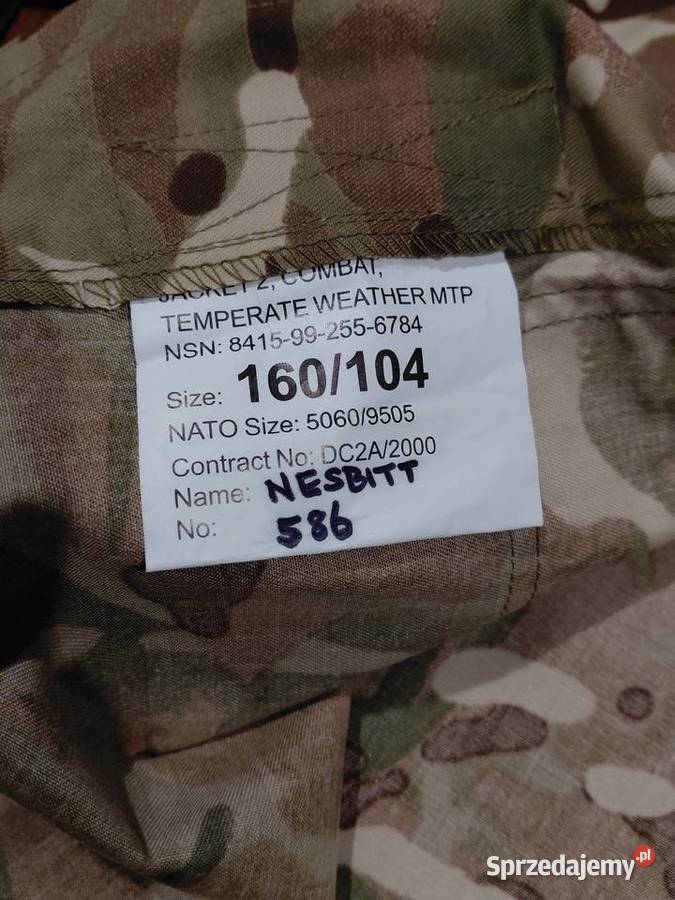 JACKET 2, COMBAT,
TEMPERATE WEATHER MTP
NSN: 8415-99-255-6784
Size: 160/104
NATO Size: 5060/9505
Contract No: DC2A/2000
Name: NESBITT
No: 586
Sprzedajemy.pl